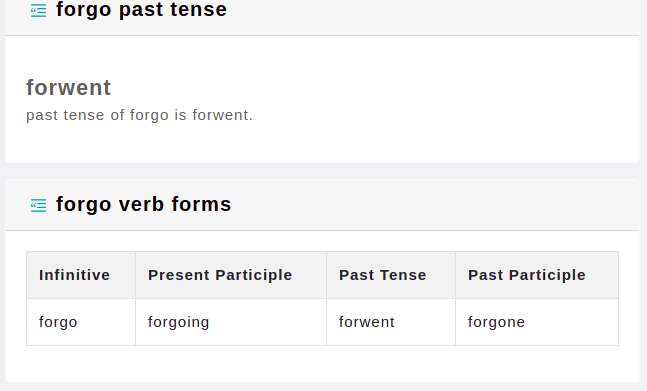 forgo past tense
forwent
past tense of forgo is forwent.
forgo verb forms
Infinitive Present Participle Past Tense Past Participle
forgo forgoing forwent forgone